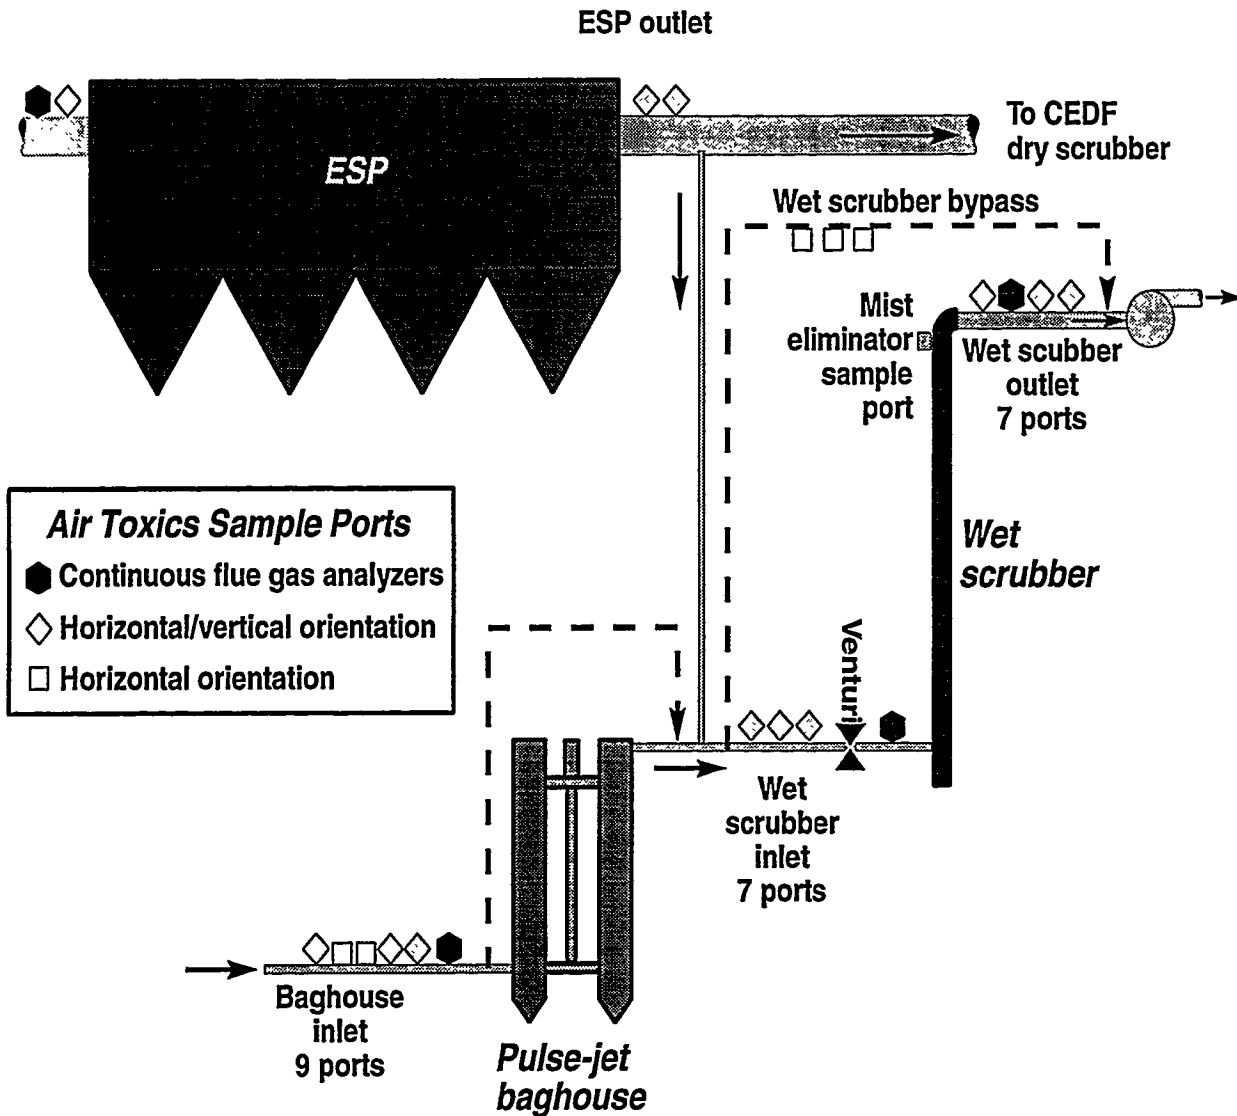 ESP outlet
To CEDF
dry scrubber
ESP
Wet scrubber bypass
Mist
eliminator
sample
port
Wet scubber
outlet
7 ports
Air Toxics Sample Ports
Continuous flue gas analyzers
Horizontal/vertical orientation
Horizontal orientation
Wet
scrubber
Venturi
Wet
scrubber
inlet
7 ports
Baghouse
inlet
9 ports
Pulse-jet
baghouse